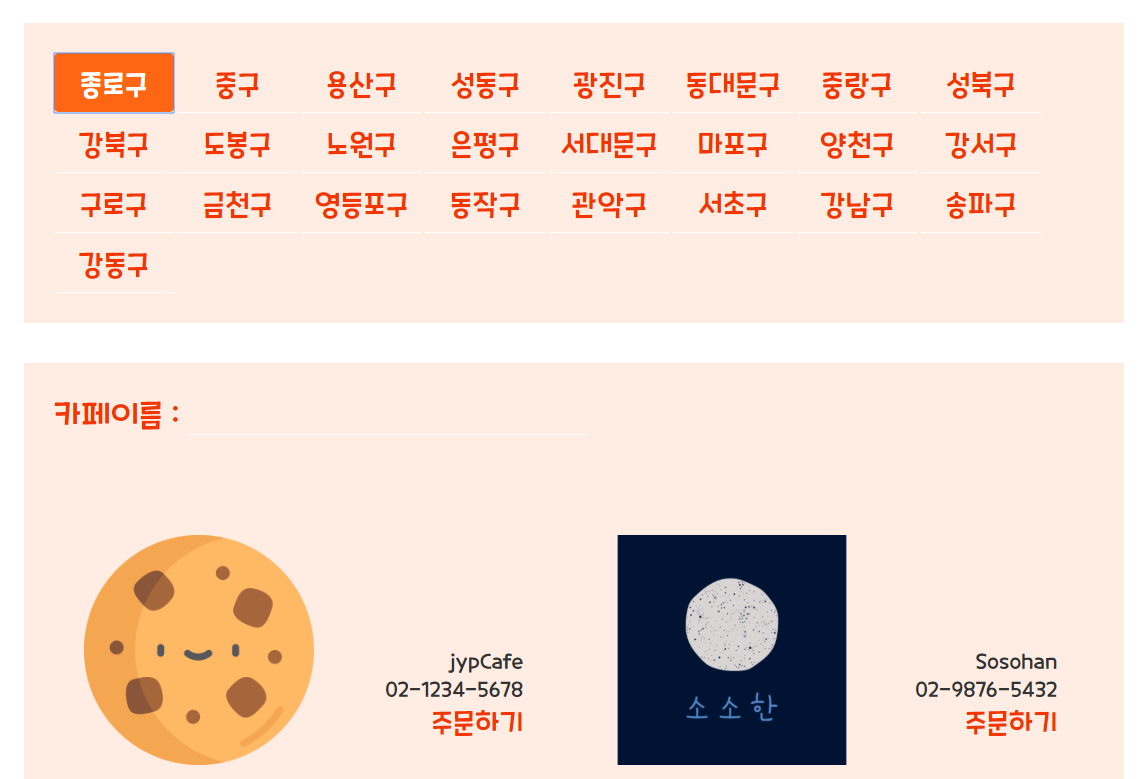 종로구 중구 용산구 성동구 광진구 동대문구 중랑구 성북구
강북구 도봉구 노원구 은평구 서대문구 마포구 양천구 강서구
구로구 금천구 영등포구 동작구 관악구 서초구 강남구 송파구
강동구
카페이름 :
jypCafe
02-1234-5678
주문하기
소소한
Sosohan
02-9876-5432
주문하기